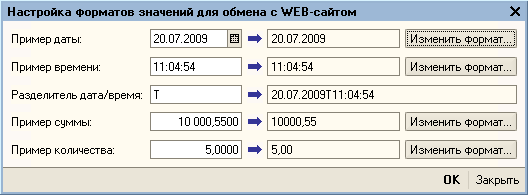 Настройка форматов значений для обмена с WEB-сайтом
Пример даты: 20.07.2009 20.07.2009 Изменить формат...
Пример времени: 11:04:54 11:04:54 Изменить формат...
Разделитель дата/время: T 20.07.2009T11:04:54
Пример суммы: 10 000,5500 10000,55 Изменить формат...
Пример количества: 5,0000 5,00 Изменить формат...
OK Закрыть